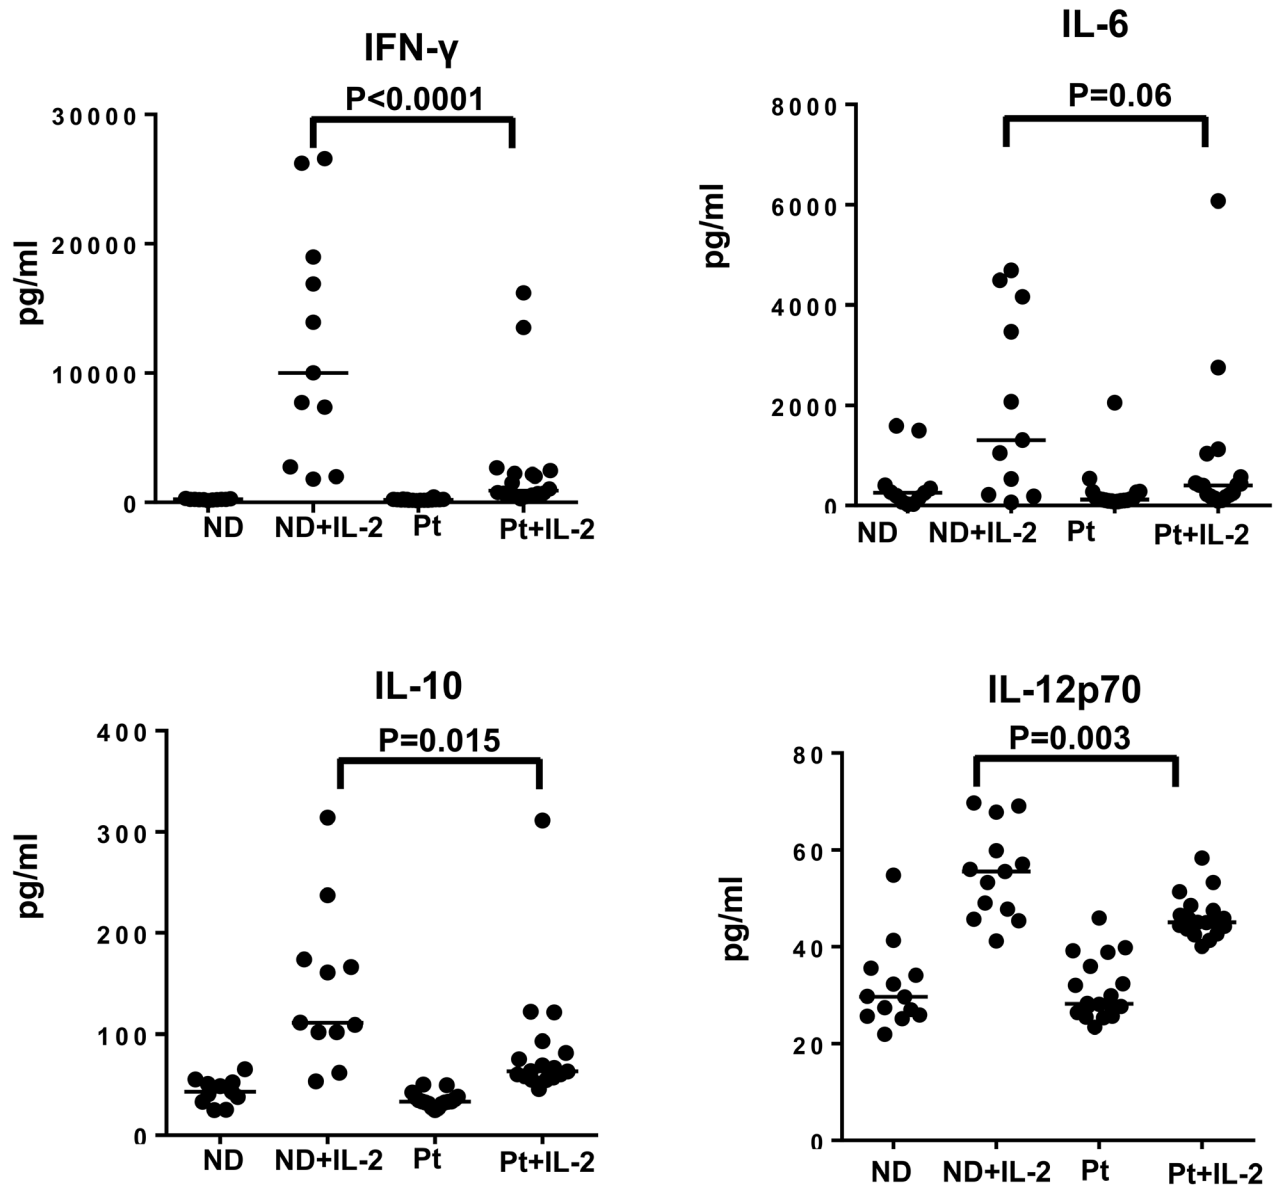 IFN-γ
P<0.0001
pg/ml
30000
20000
10000
0
ND ND+IL-2 Pt Pt+IL-2
IL-6
P=0.06
pg/ml
8000
6000
4000
2000
0
ND ND+IL-2 Pt Pt+IL-2
IL-10
P=0.015
pg/ml
400
300
200
100
0
ND ND+IL-2 Pt Pt+IL-2
IL-12p70
P=0.003
pg/ml
80
60
40
20
0
ND ND+IL-2 Pt Pt+IL-2